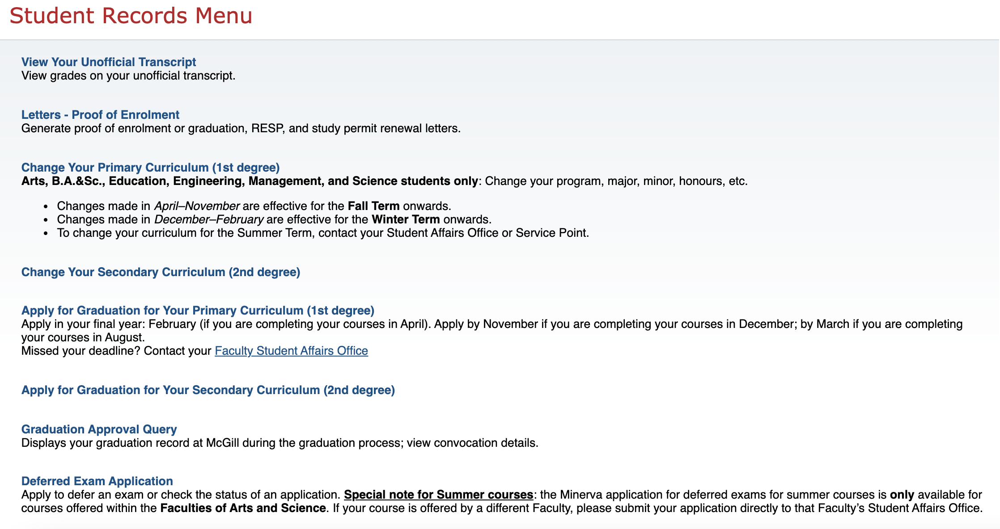 Student Records Menu
View Your Unofficial Transcript
View grades on your unofficial transcript.
Letters - Proof of Enrolment
Generate proof of enrolment or graduation, RESP, and study permit renewal letters.
Change Your Primary Curriculum (1st degree)
Arts, B.A.&Sc., Education, Engineering, Management, and Science students only: Change your program, major, minor, honours, etc.
• Changes made in April–November are effective for the Fall Term onwards.
• Changes made in December–February are effective for the Winter Term onwards.
• To change your curriculum for the Summer Term, contact your Student Affairs Office or Service Point.
Change Your Secondary Curriculum (2nd degree)
Apply for Graduation for Your Primary Curriculum (1st degree)
Apply in your final year: February (if you are completing your courses in April). Apply by November if you are completing your courses in December; by March if you are completing
your courses in August.
Missed your deadline? Contact your Faculty Student Affairs Office
Apply for Graduation for Your Secondary Curriculum (2nd degree)
Graduation Approval Query
Displays your graduation record at McGill during the graduation process; view convocation details.
Deferred Exam Application
Apply to defer an exam or check the status of an application. Special note for Summer courses: the Minerva application for deferred exams for summer courses is only available for
courses offered within the Faculties of Arts and Science. If your course is offered by a different Faculty, please submit your application directly to that Faculty’s Student Affairs Office.